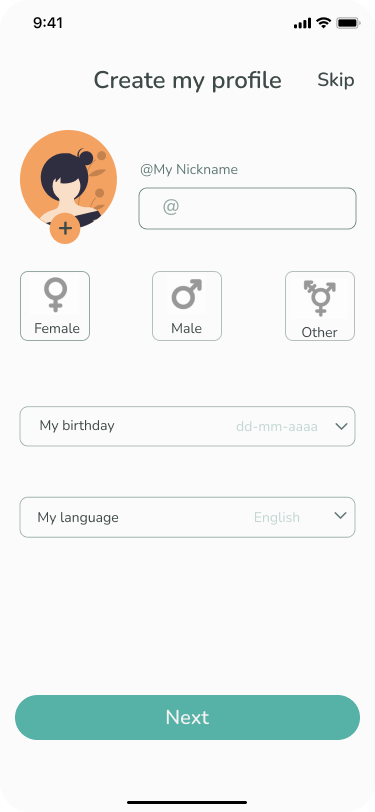 9:41
Create my profile Skip
@My Nickname
@
Female Male Other
My birthday dd-mm-aaaa
My language English
Next